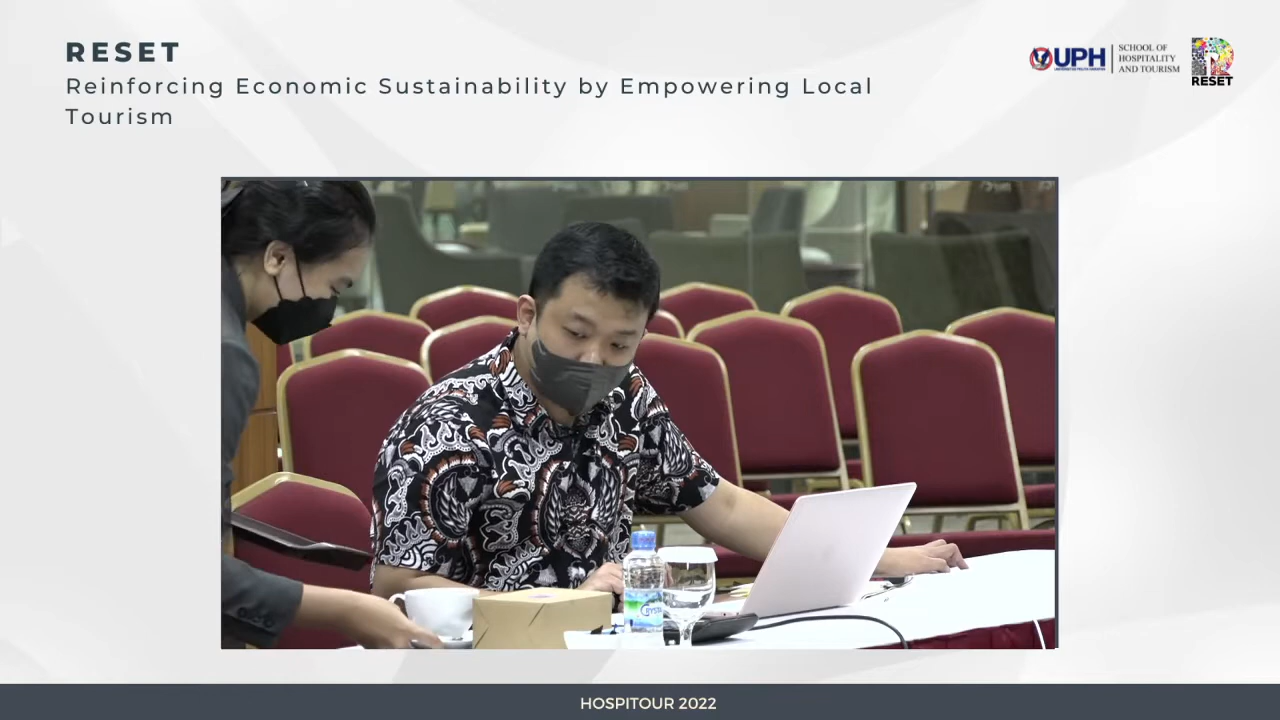 RESET
Reinforcing Economic Sustainability by Empowering Local
Tourism
UPH
SCHOOL OF
HOSPITALITY
AND TOURISM
RESET
HOSPITOUR 2022